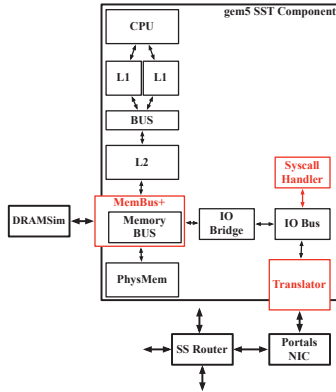 gem5 SST Component
CPU
L1
L1
BUS
L2
Syscall
Handler
MemBus+
DRAMSim
Memory
BUS
IO
Bridge
IO Bus
PhysMem
Translator
SS Router
Portals
NIC